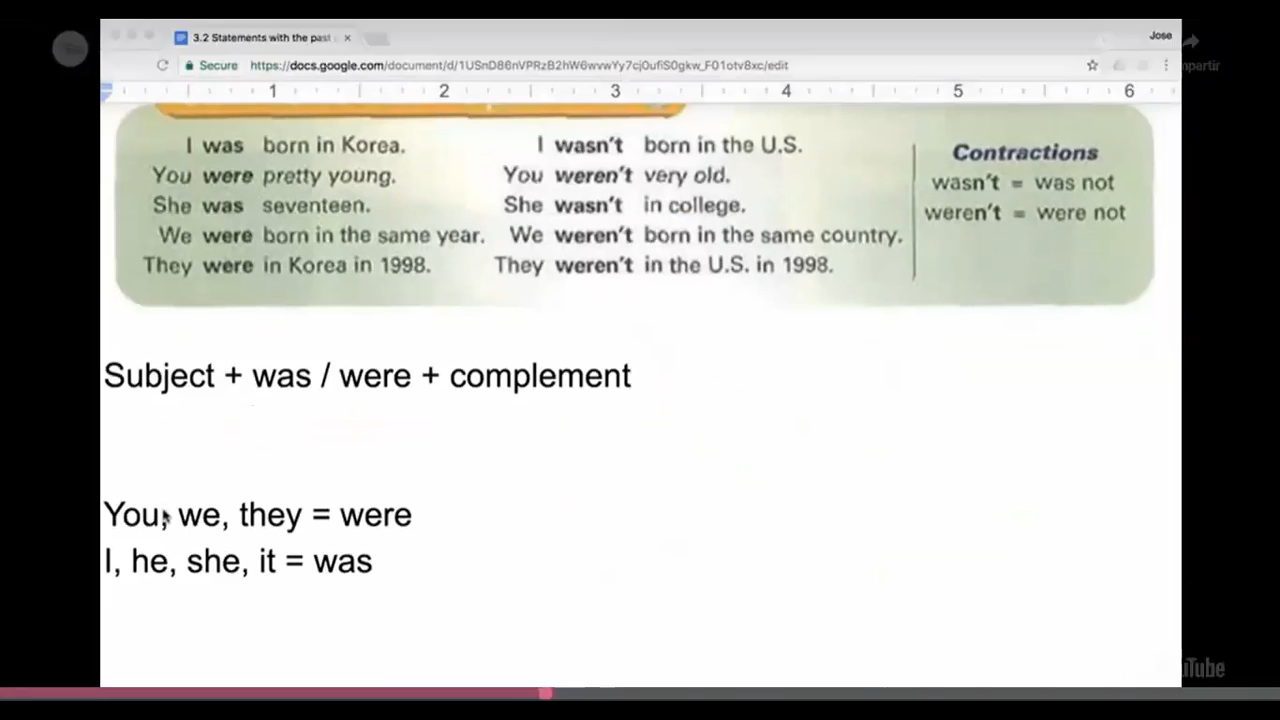 3.2 Statements with the past
Jose
Secure https://docs.google.com/document/d/1USnD86nVPRzB2hW6wvwYy7cj0ufiS0gkw_F01otv8xc/edit
mpartir
1 2 3 4 5 6
I was born in Korea. I wasn't born in the U.S.
You were pretty young. You weren't very old.
She was seventeen. She wasn't in college.
We were born in the same year. We weren't born in the same country.
They were in Korea in 1998. They weren't in the U.S. in 1998.
Contractions
wasn't = was not
weren't = were not
Subject + was / were + complement
You, we, they = were
I, he, she, it = was
uTube